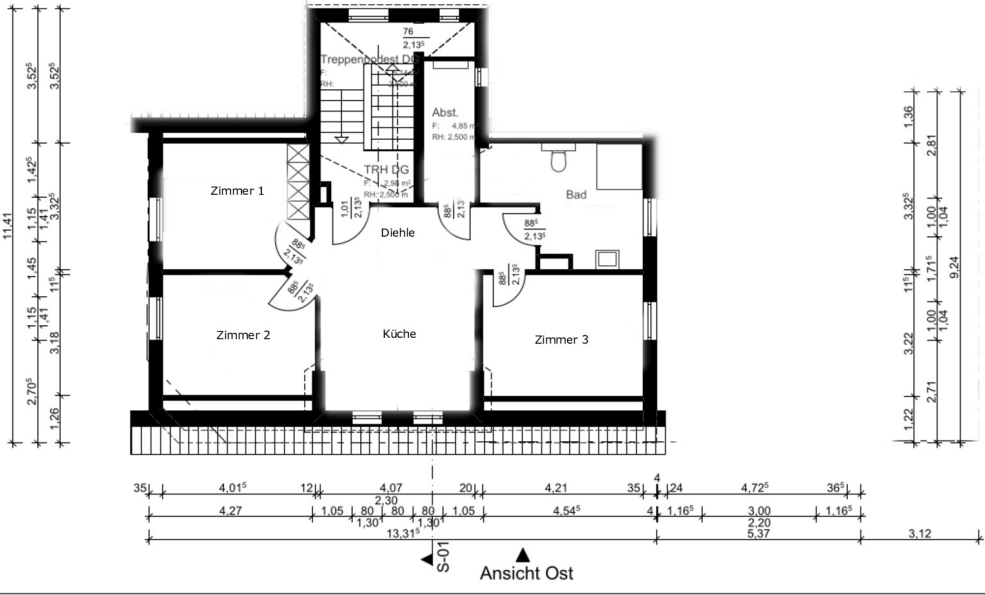 76
2,13⁵
Treppenpodest DG
F:
RH:
Abst.
F: 4,85 m²
RH: 2,500 m
TRH DG
F: 2,98 m²
RH: 2,500 m
Zimmer 1
Bad
1,01
2,13⁵
88⁵
2,13
88⁵
2,13⁵
Diehle
88⁵
2,13⁵
88⁵
2,13⁵
88⁵
2,13⁵
Zimmer 2
Küche
Zimmer 3
11,41
3,52⁵
1,42⁵
1,15
1,41
1,45
1,15
1,41
2,70⁵
3,52⁵
3,32⁵
11⁵
3,18
1,26
1,36
3,32⁵
11⁵
3,22
1,22
2,81
1,00
1,04
1,71⁵
1,00
1,04
2,71
9,24
35 4,01⁵ 12 4,07 20 4,21 35 4 24 4,72⁵ 36⁵
2,30
4,27 1,05 80 80 80 1,05 4,54⁵ 4 1,16⁵ 3,00 1,16⁵
1,30 1,30 2,20
13,31⁵ 5,37 3,12
S-01
Ansicht Ost